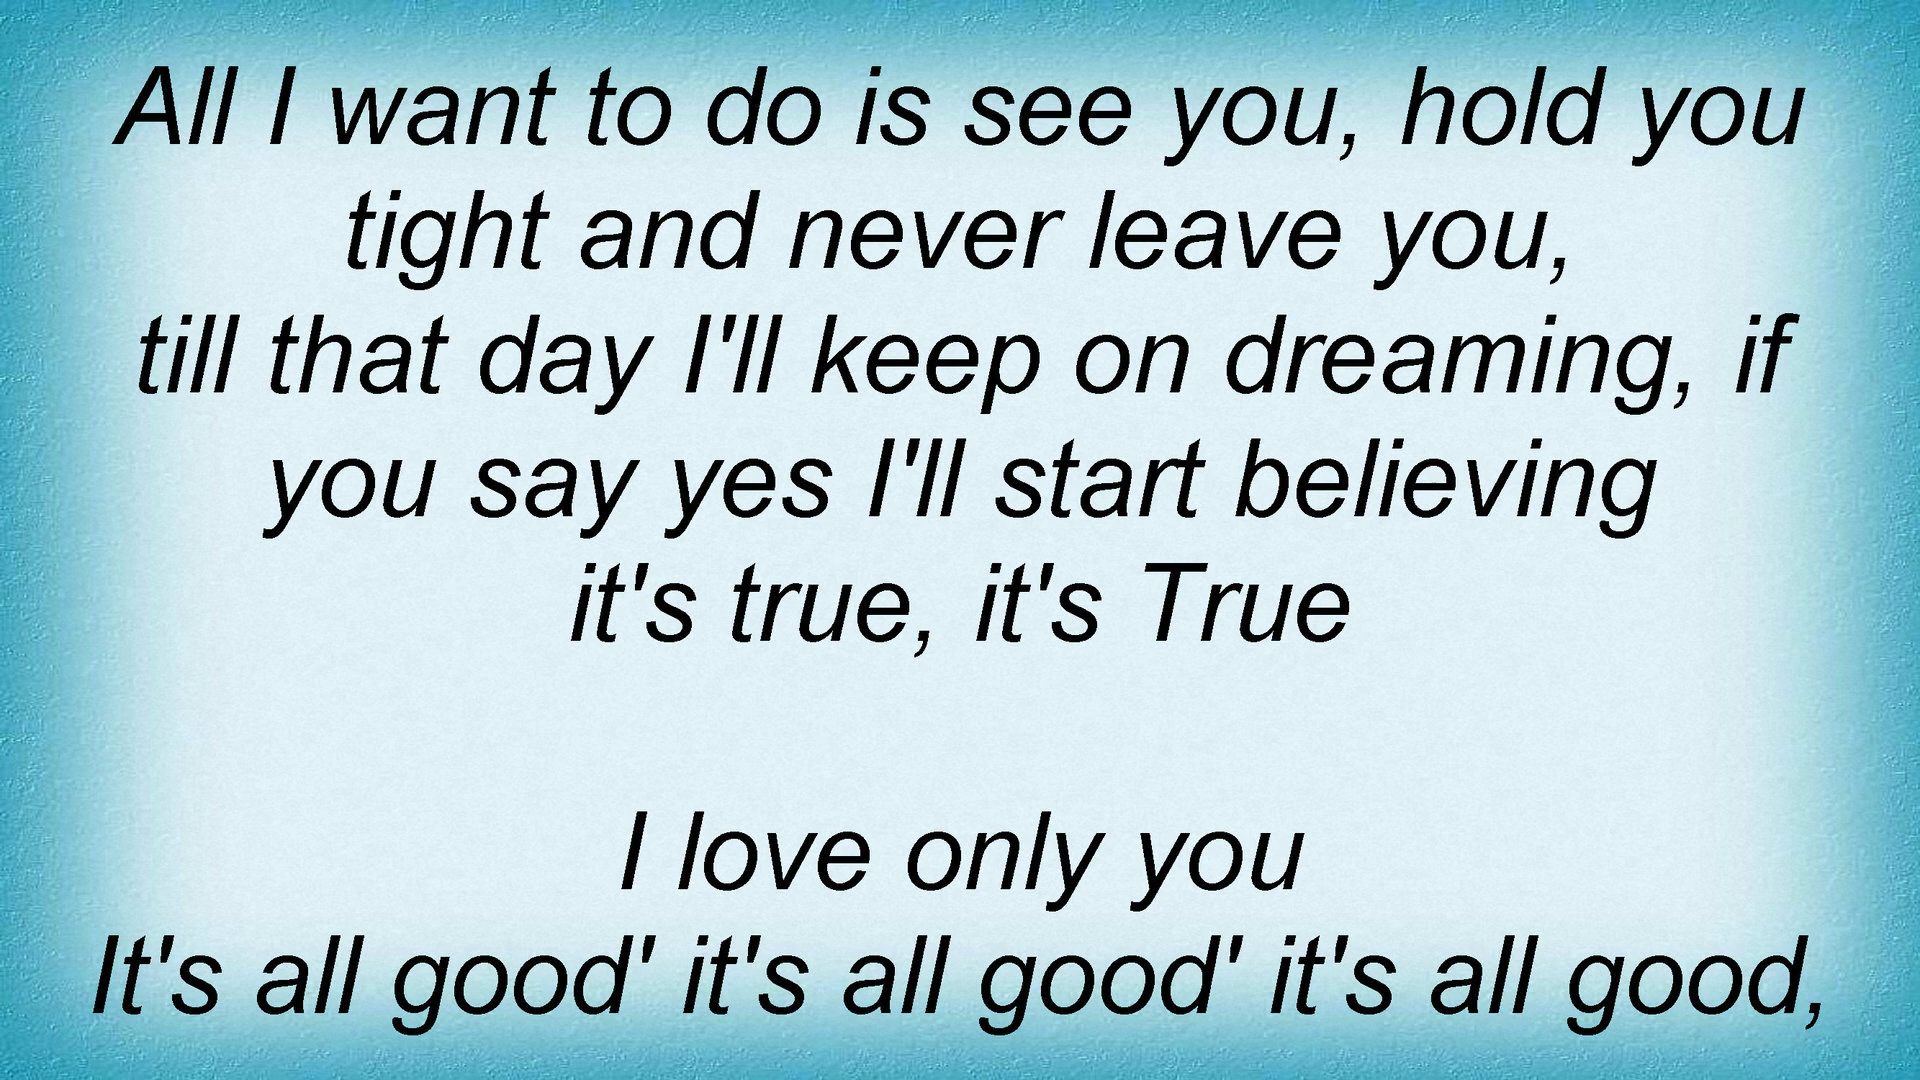 All I want to do is see you, hold you
tight and never leave you,
till that day I'll keep on dreaming, if
you say yes I'll start believing
it's true, it's True
I love only you
It's all good' it's all good' it's all good,